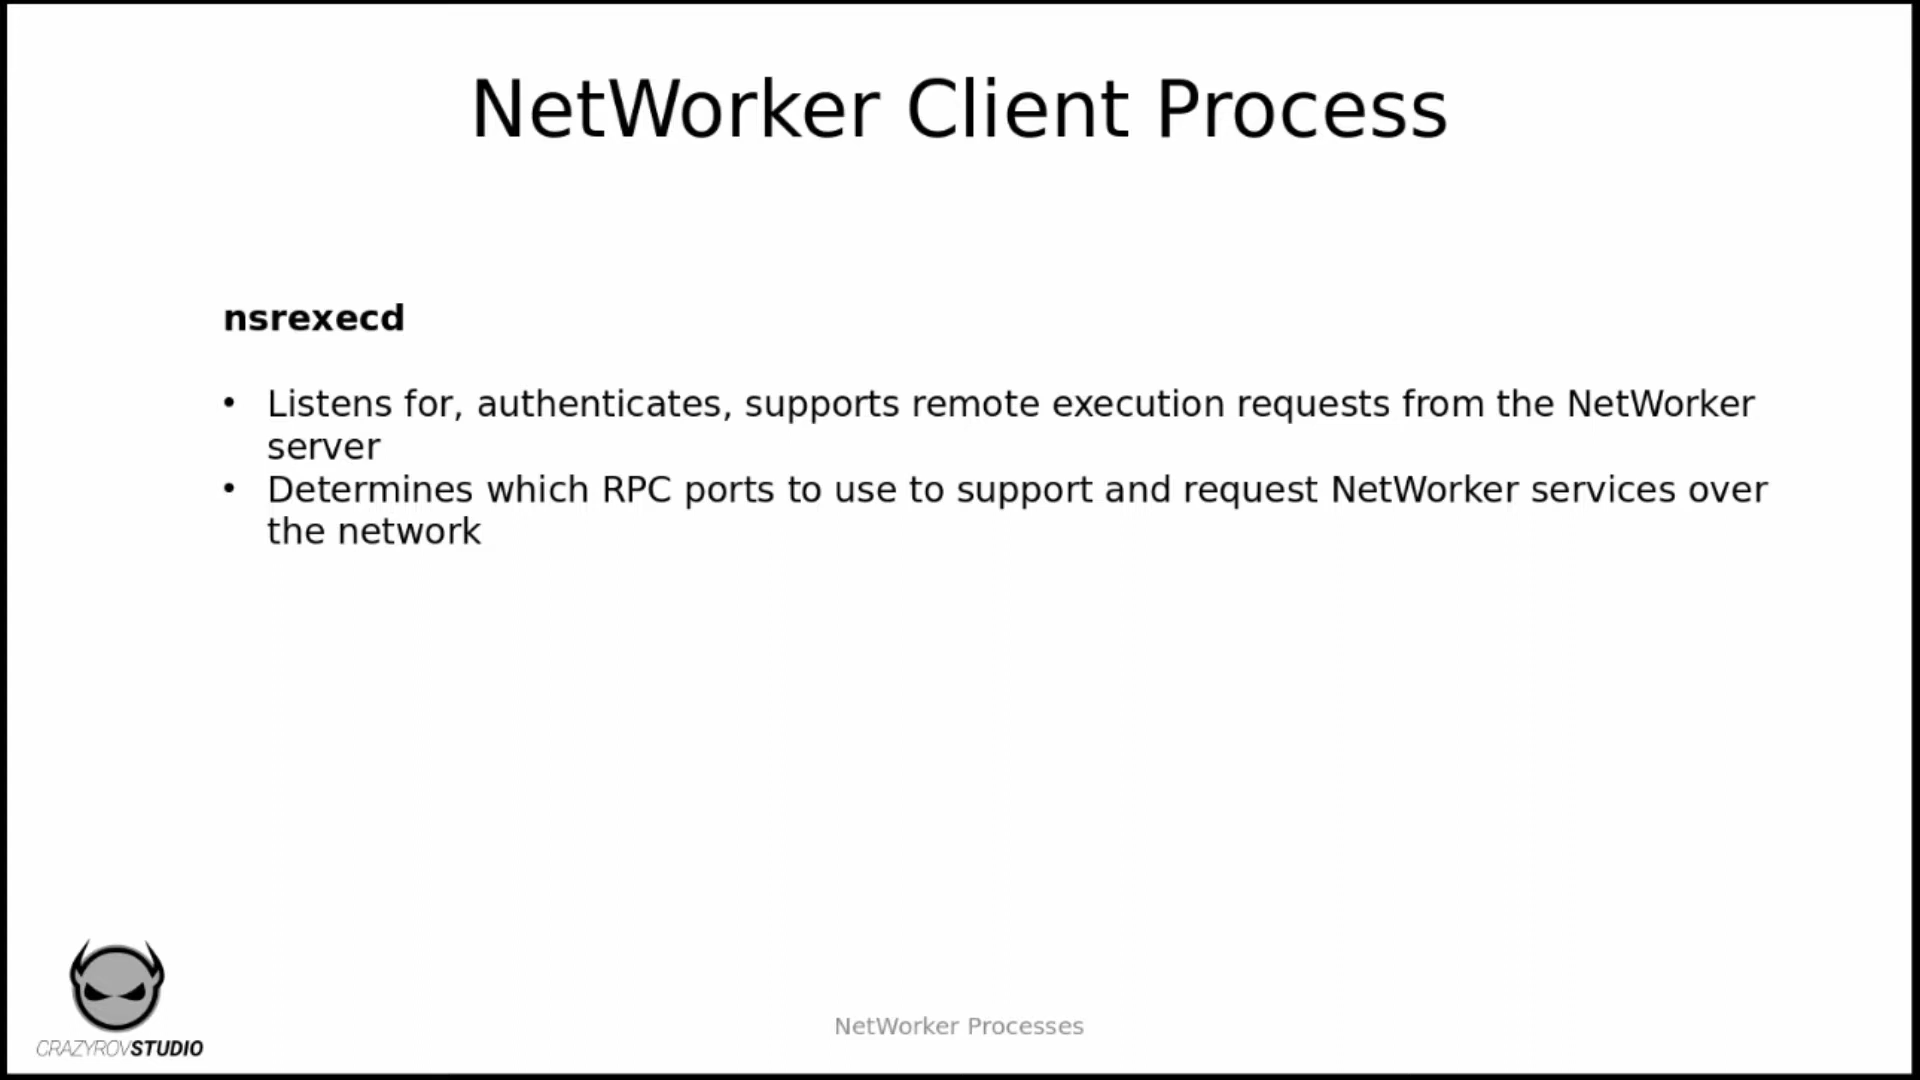 NetWorker Client Process
nsrexecd
• Listens for, authenticates, supports remote execution requests from the NetWorker
server
• Determines which RPC ports to use to support and request NetWorker services over
the network
CRAZYROVSTUDIO
NetWorker Processes